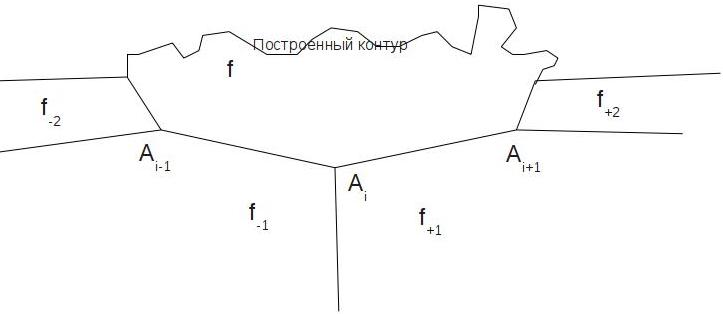 Построенный контур
f
f-2
f+2
Ai-1
Ai
Ai+1
f-1
f+1